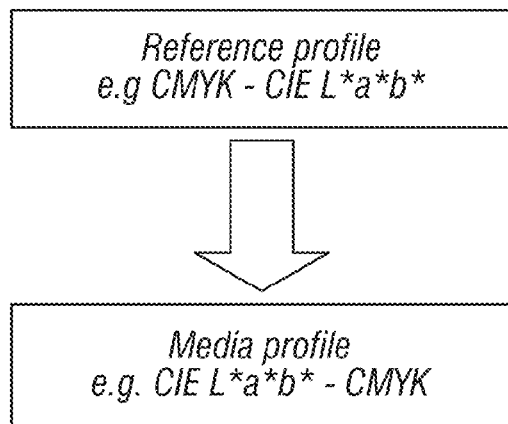 Reference profile
e.g CMYK - CIE L*a*b*
Media profile
e.g. CIE L*a*b* - CMYK